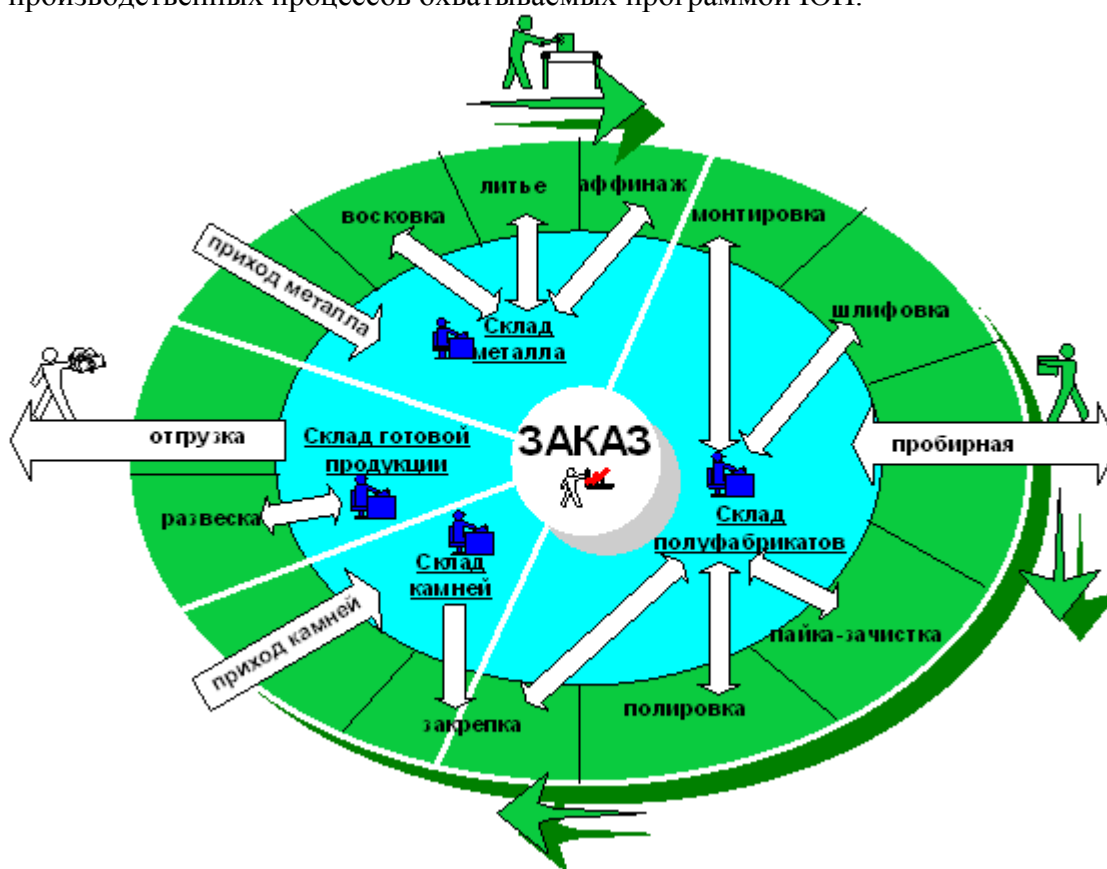 производственных процессов охватываемых программой ЮП.
литье
аффинаж
восковка
монтировка
приход металла
шлифовка
Склад
металла
ЗАКАЗ
отгрузка
Склад готовой
продукции
пробирная
развеска
Склад
полуфабрикатов
Склад
камней
приход камней
пайка-зачистка
закрепка
полировка